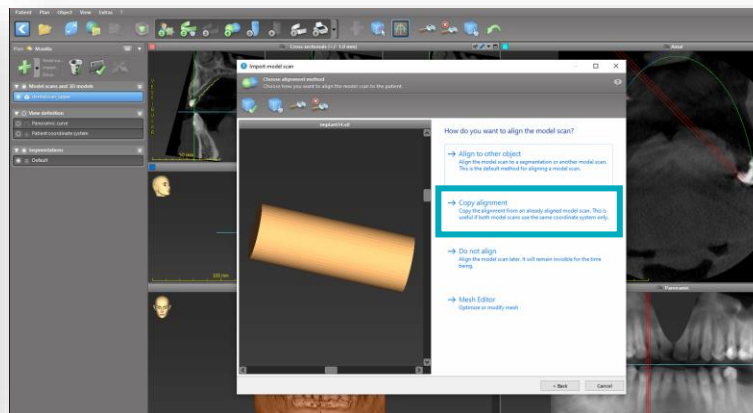 Patient Plan Object View Extras ?
Plan Maxilla
Cross-sectionals (+/- 1.0 mm)
Axial
Model scans and 3D models
View definition
Panoramic curve
Patient coordinate system
Segmentations
Default
Import model scan
Choose alignment method
Choose how you want to align the model scan to the patient.
How do you want to align the model scan?
Align to other object
Align the model scan to a segmentation or another model scan.
This is the default method for aligning a model scan.
Copy alignment
Copy the alignment from an already aligned model scan. This is
useful if both model scans use the same coordinate system only.
Do not align
Align the model scan later. It will remain invisible for the time
being.
Mesh Editor
Optimize or modify mesh.
Panoramic
< Back
Cancel